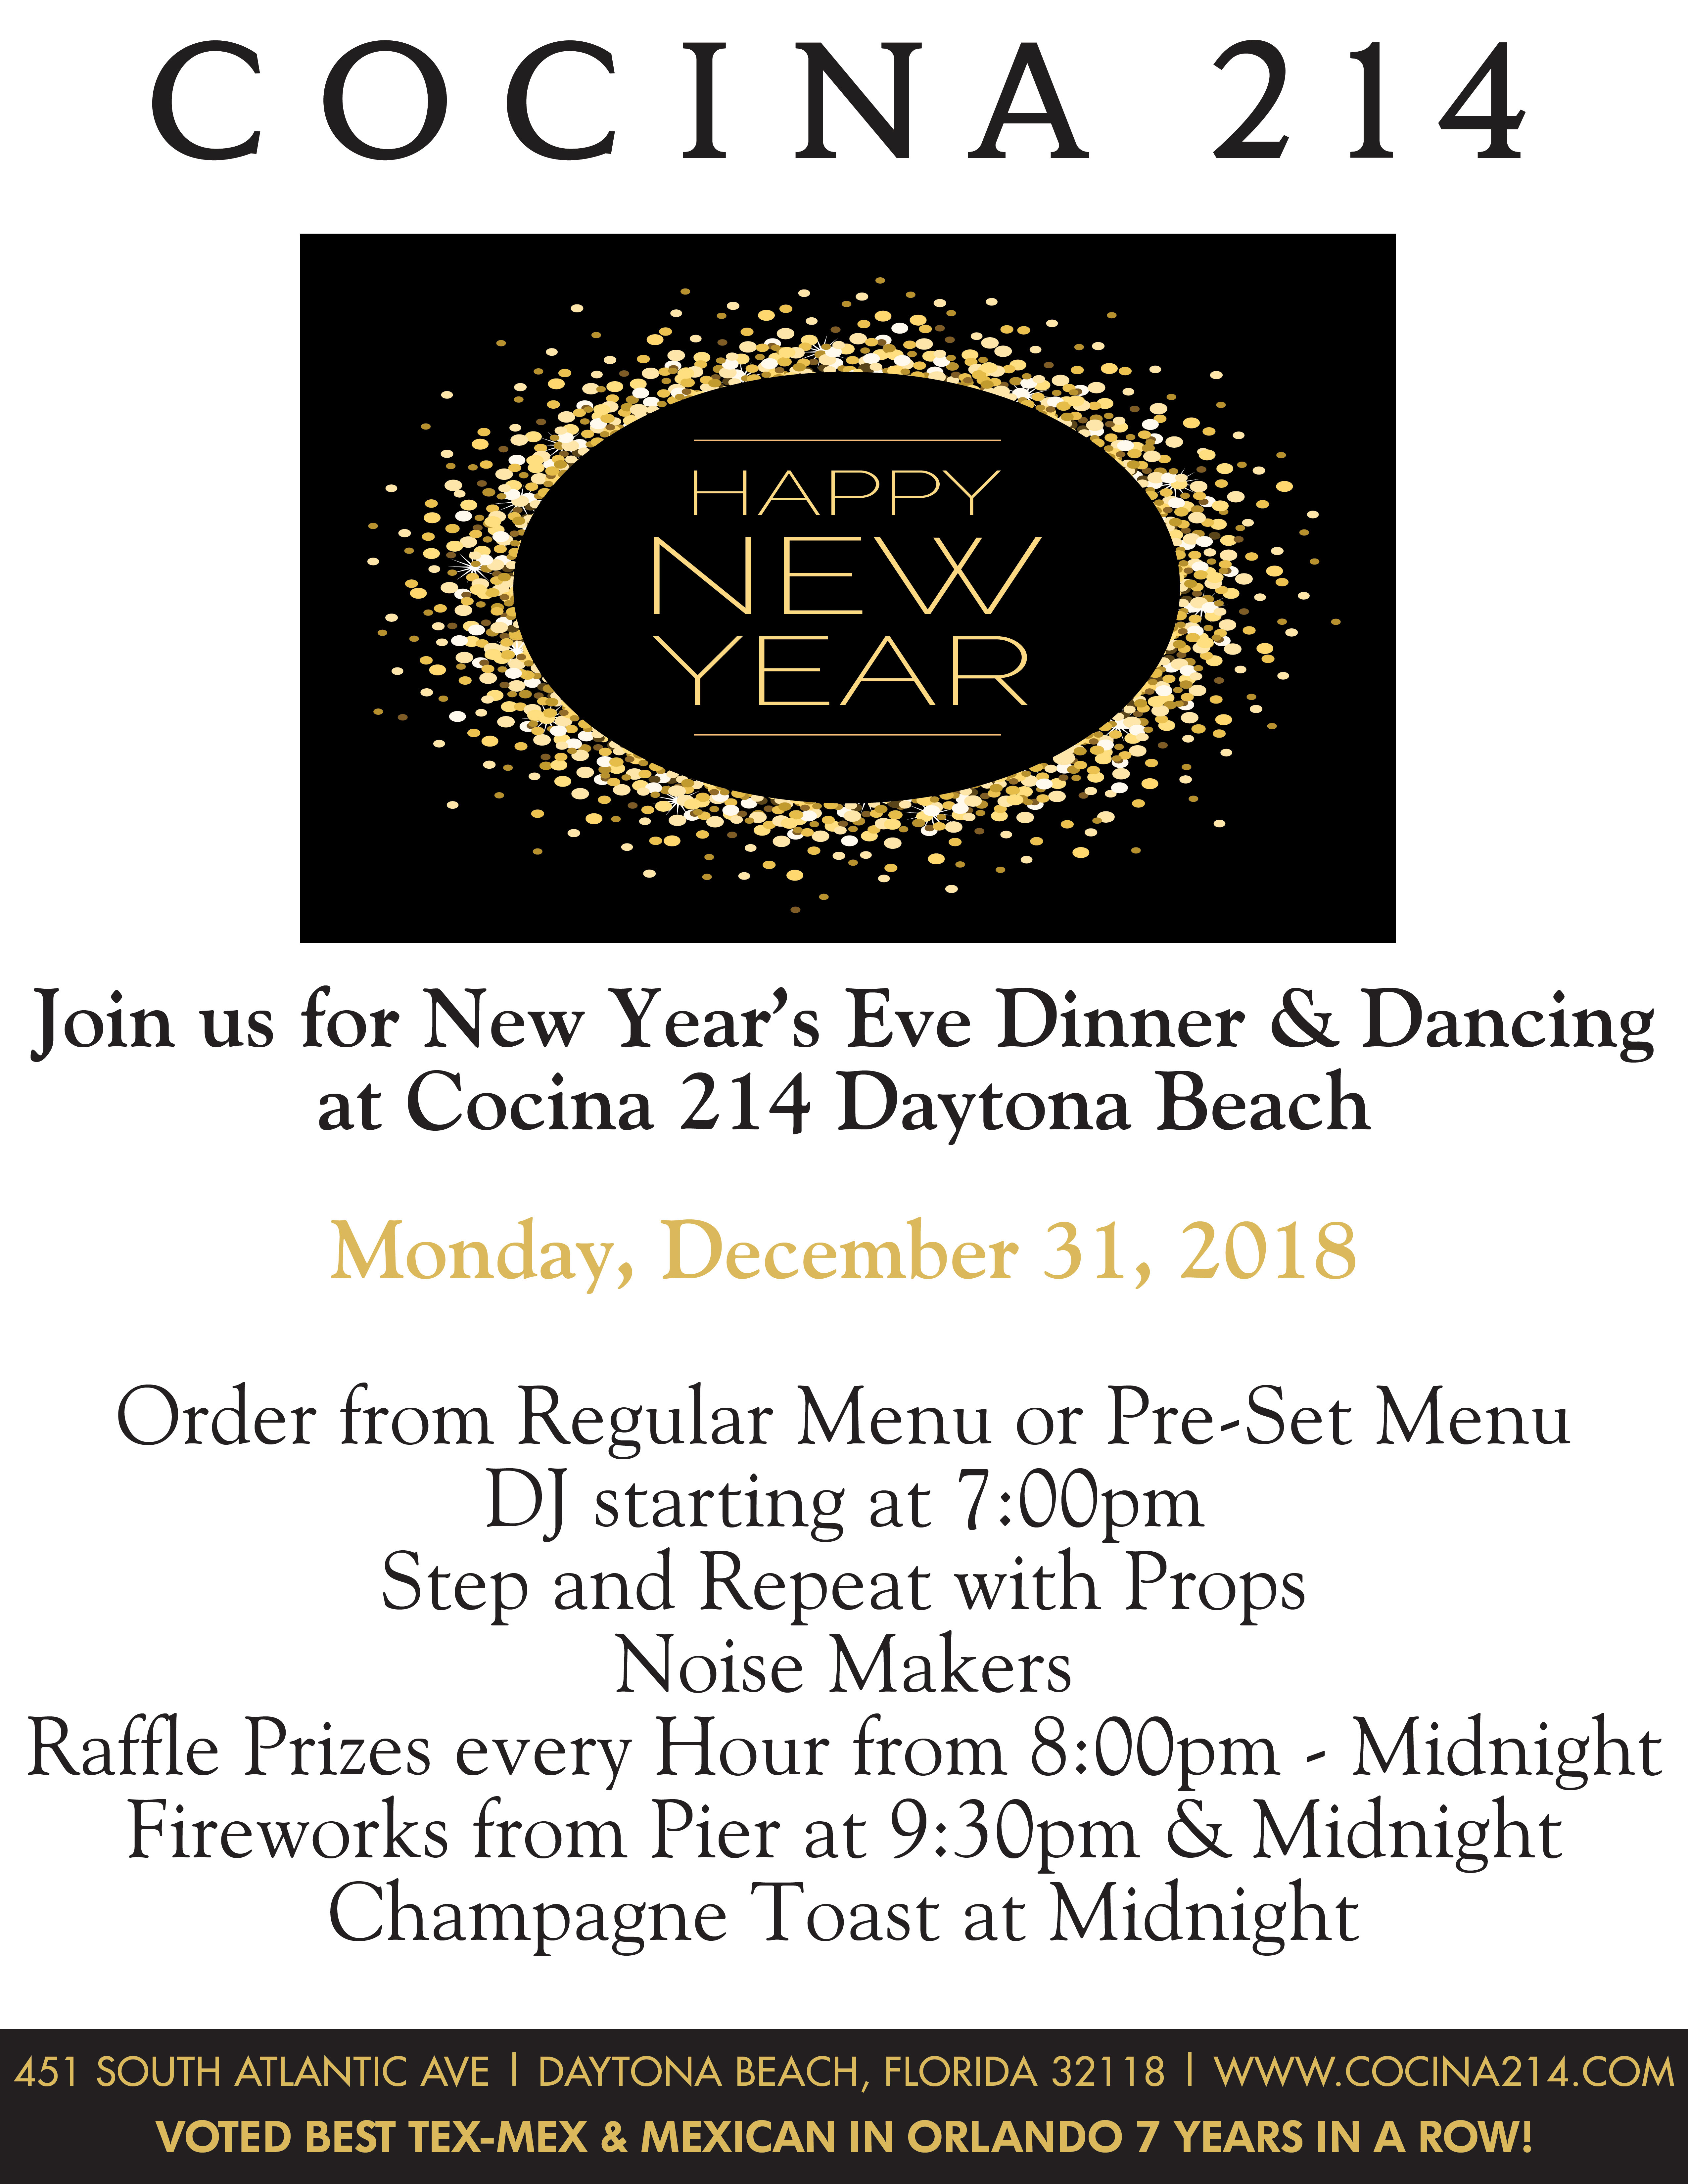 COCINA 214
HAPPY
NEW
YEAR
Join us for New Year’s Eve Dinner & Dancing
at Cocina 214 Daytona Beach
Monday, December 31, 2018
Order from Regular Menu or Pre-Set Menu
DJ starting at 7:00pm
Step and Repeat with Props
Noise Makers
Raffle Prizes every Hour from 8:00pm - Midnight
Fireworks from Pier at 9:30pm & Midnight
Champagne Toast at Midnight
451 SOUTH ATLANTIC AVE | DAYTONA BEACH, FLORIDA 32118 | WWW.COCINA214.COM
VOTED BEST TEX-MEX & MEXICAN IN ORLANDO 7 YEARS IN A ROW!